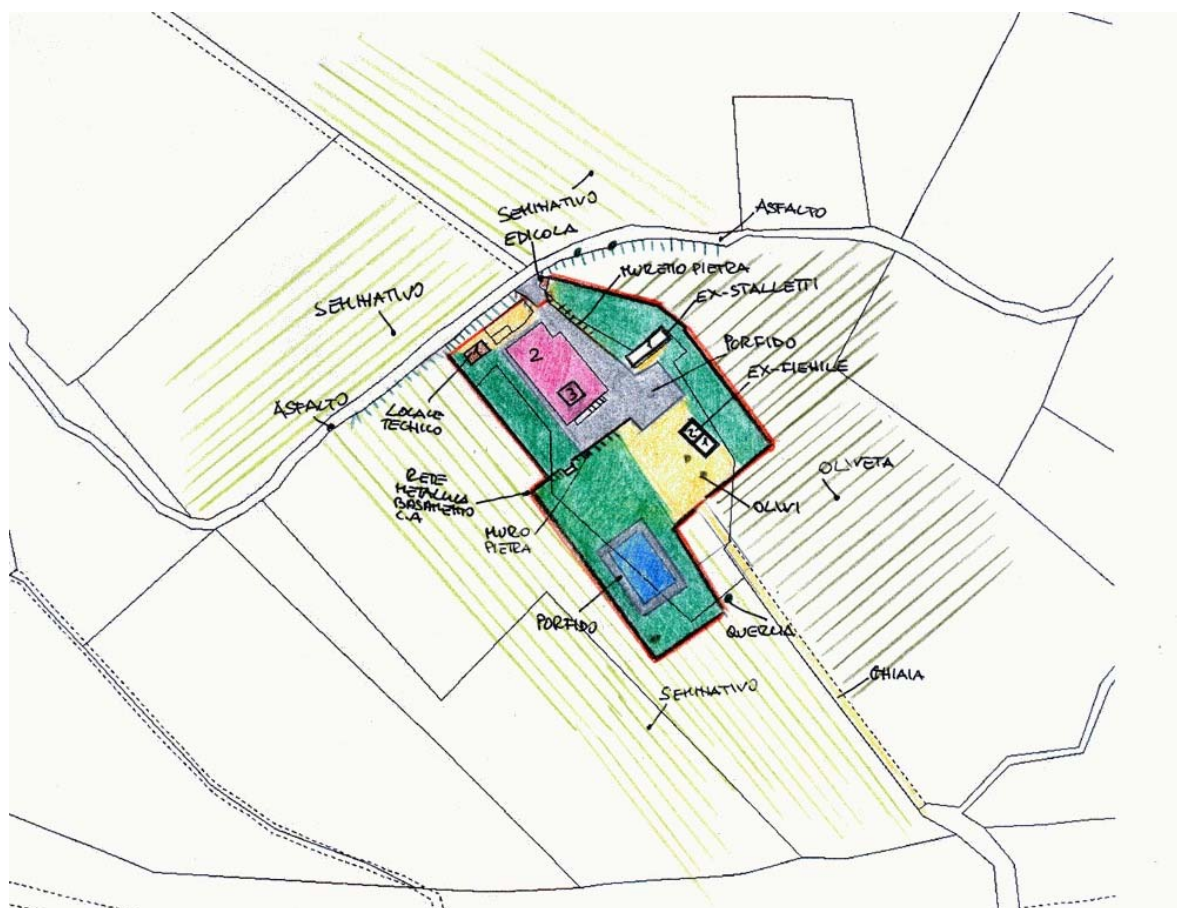 SEMINATIVO
EDICOLA
ASFALTO
MURETTO PIETRA
EX-STALLETTI
SEMINATIVO
PORFIDO
EX-FIENILE
2
3
LOCALE
TECNICO
ASFALTO
RETE
METALLICA
BASAMENTO
C.A
MURO
PIETRA
OLIVETA
OLIVI
PORFIDO
QUERCIA
GHIAIA
SEMINATIVO